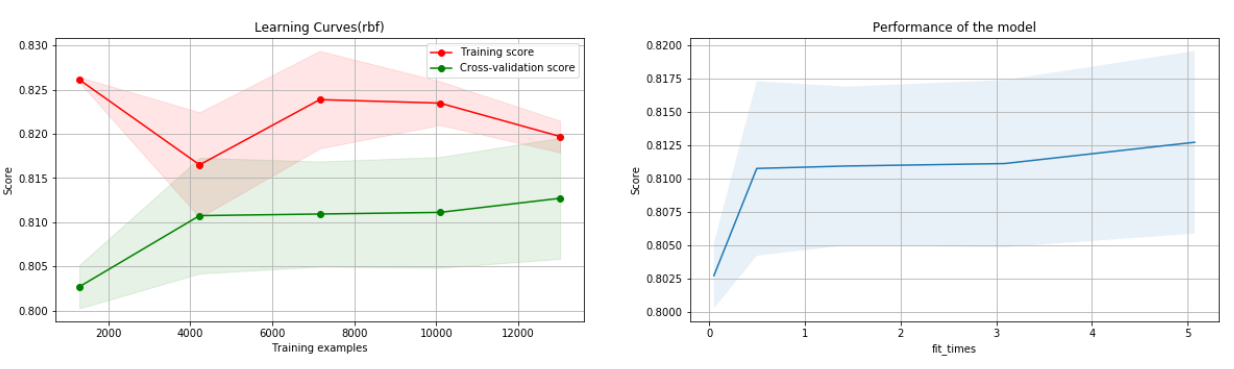 Learning Curves(rbf)
Training score
Cross-validation score
0.830
0.825
0.820
0.815
0.810
0.805
0.800
Score
2000 4000 6000 8000 10000 12000
Training examples
Performance of the model
0.8200
0.8175
0.8150
0.8125
0.8100
0.8075
0.8050
0.8025
0.8000
Score
0 1 2 3 4 5
fit_times